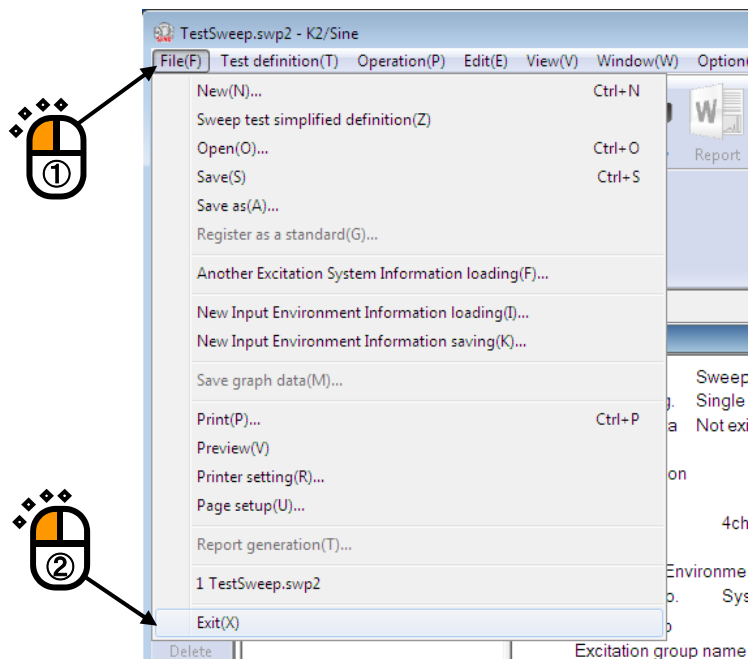 TestSweep.swp2 - K2/Sine
File(F) Test definition(T) Operation(P) Edit(E) View(V) Window(W) Option(
New(N)... Ctrl+N
Sweep test simplified definition(Z)
Open(O)... Ctrl+O
Save(S) Ctrl+S
Save as(A)...
Register as a standard(G)...
Another Excitation System Information loading(F)...
New Input Environment Information loading(I)...
New Input Environment Information saving(K)...
Save graph data(M)...
Print(P)... Ctrl+P
Preview(V)
Printer setting(R)...
Page setup(U)...
Report generation(T)...
1 TestSweep.swp2
Exit(X)
①
②
W
Report
Sweep
Single
Not exi
on
4ch
Environme
Sys
Delete
Excitation group name